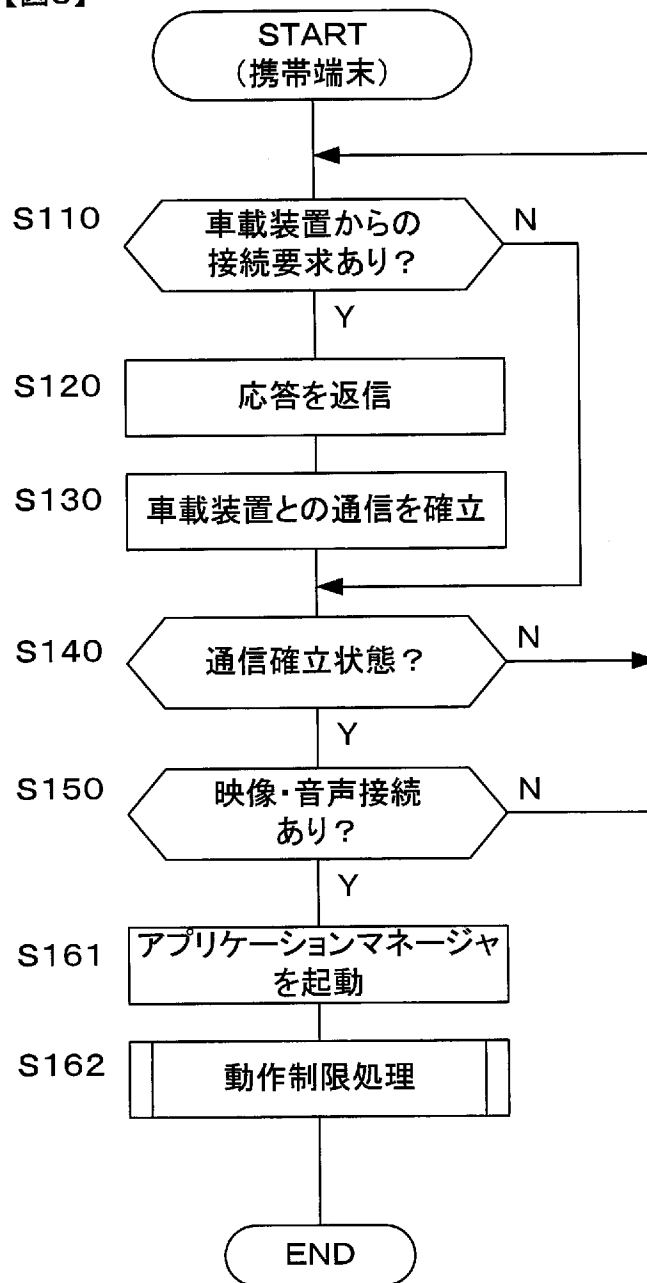 START
(携帯端末)
S110
車載装置からの
接続要求あり？
N
Y
S120
応答を返信
S130
車載装置との通信を確立
S140
通信確立状態？
N
Y
S150
映像・音声接続
あり？
N
Y
S161
アプリケーションマネージャ
を起動
S162
動作制限処理
END